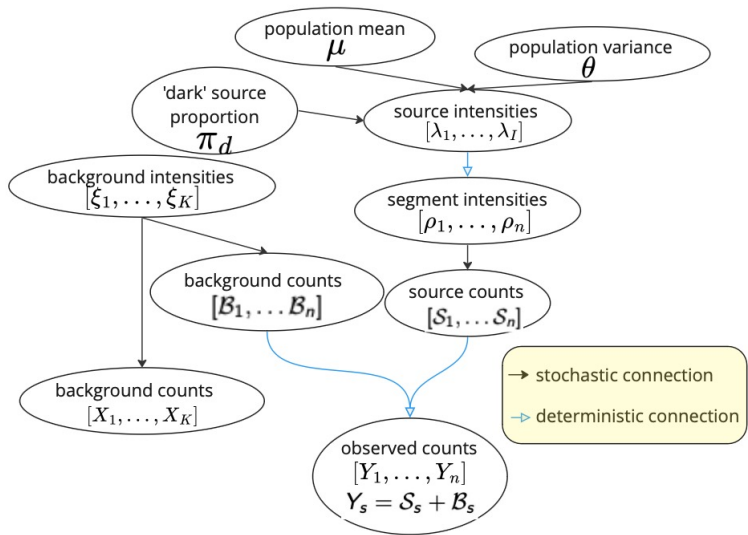 population mean
μ
population variance
θ
'dark' source
proportion
π_d
source intensities
[λ_1, . . . , λ_I]
background intensities
[ξ_1, . . . , ξ_K]
segment intensities
[ρ_1, . . . , ρ_n]
background counts
[ℬ_1, . . . ℬ_n]
source counts
[𝒮_1, . . . 𝒮_n]
background counts
[X_1, . . . , X_K]
stochastic connection
deterministic connection
observed counts
[Y_1, . . . , Y_n]
Y_s = 𝒮_s + ℬ_s